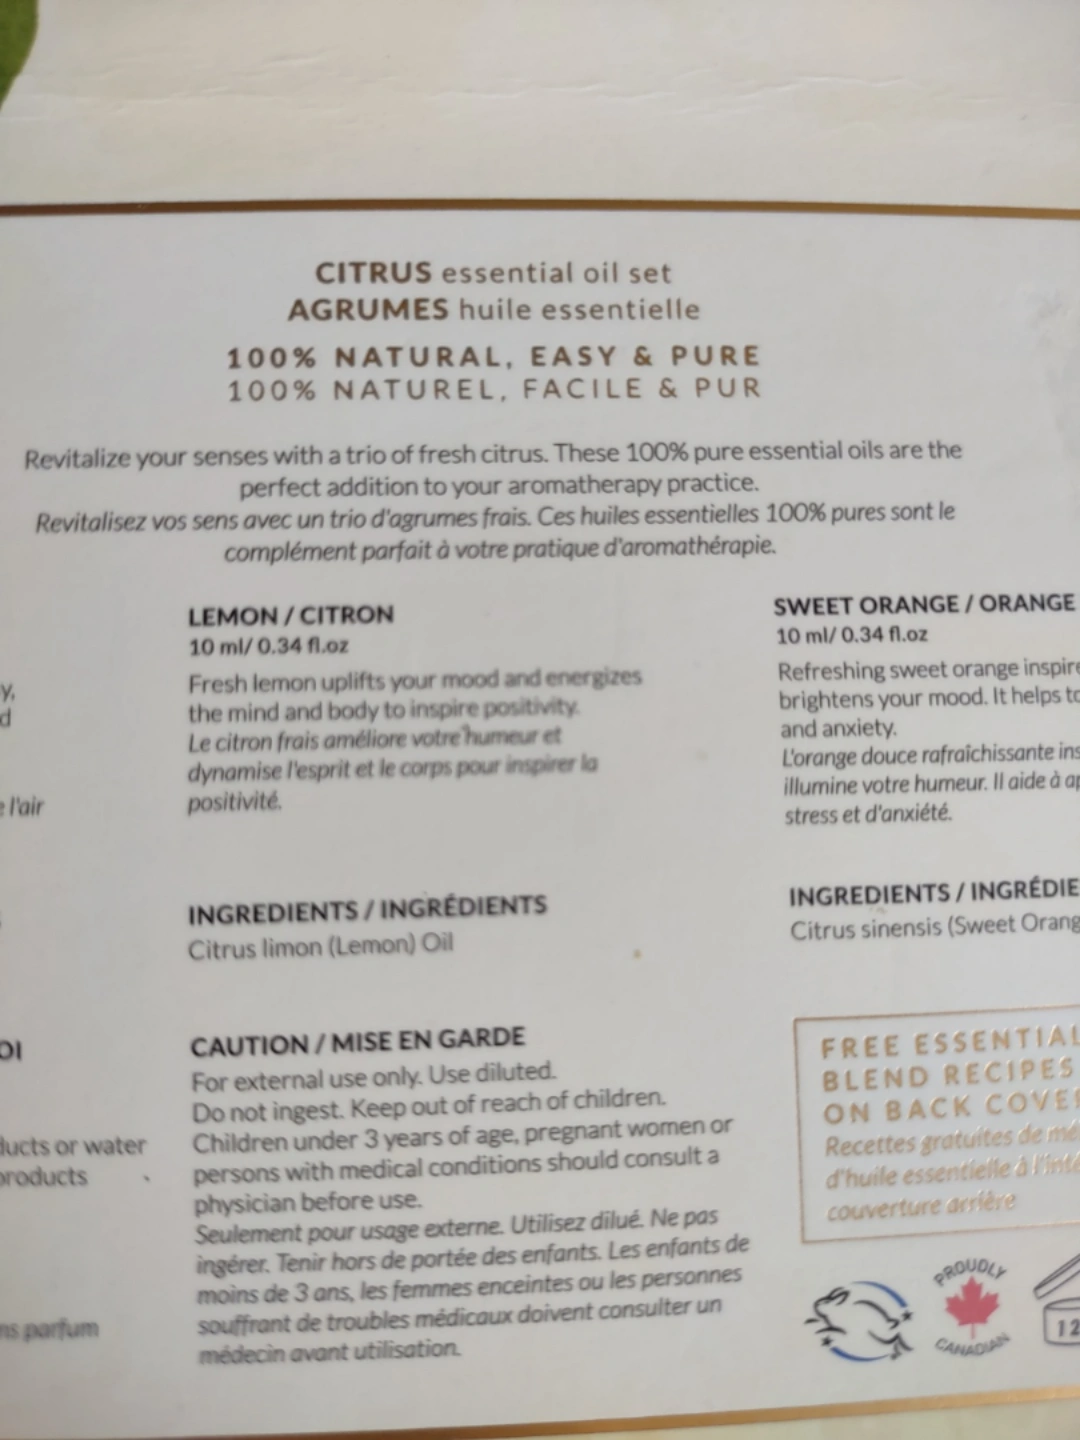 CITRUS essential oil set
AGRUMES huile essentielle
100% NATURAL, EASY & PURE
100% NATUREL, FACILE & PUR
Revitalize your senses with a trio of fresh citrus. These 100% pure essential oils are the
perfect addition to your aromatherapy practice.
Revitalisez vos sens avec un trio d'agrumes frais. Ces huiles essentielles 100% pures sont le
complément parfait à votre pratique d'aromathérapie.
y,
d
l'air
OI
or water
products
parfum
LEMON / CITRON
10 ml/ 0.34 fl.oz
Fresh lemon uplifts your mood and energizes
the mind and body to inspire positivity.
Le citron frais améliore votre humeur et
dynamise l'esprit et le corps pour inspirer la
positivité.
INGREDIENTS / INGRÉDIENTS
Citrus limon (Lemon) Oil
CAUTION / MISE EN GARDE
For external use only. Use diluted.
Do not ingest. Keep out of reach of children.
Children under 3 years of age, pregnant women or
persons with medical conditions should consult a
physician before use.
Seulement pour usage externe. Utilisez dilué. Ne pas
ingérer. Tenir hors de portée des enfants. Les enfants de
moins de 3 ans, les femmes enceintes ou les personnes
souffrant de troubles médicaux doivent consulter un
médecin avant utilisation.
SWEET ORANGE / ORANGE
10 ml/ 0.34 fl.oz
Refreshing sweet orange
brightens your mood. It helps
and anxiety.
L'orange douce rafraîchissante
illumine votre humeur. Il aide à
stress et d'anxiété.
INGREDIENTS /
Citrus sinensis (Sweet
FREE ESSENTIAL
BLEND RECIPES
ON BACK
Recettes gratuites de
d'huile essentielle à
couverture arrière
PROUDLY
CANADIAN
12